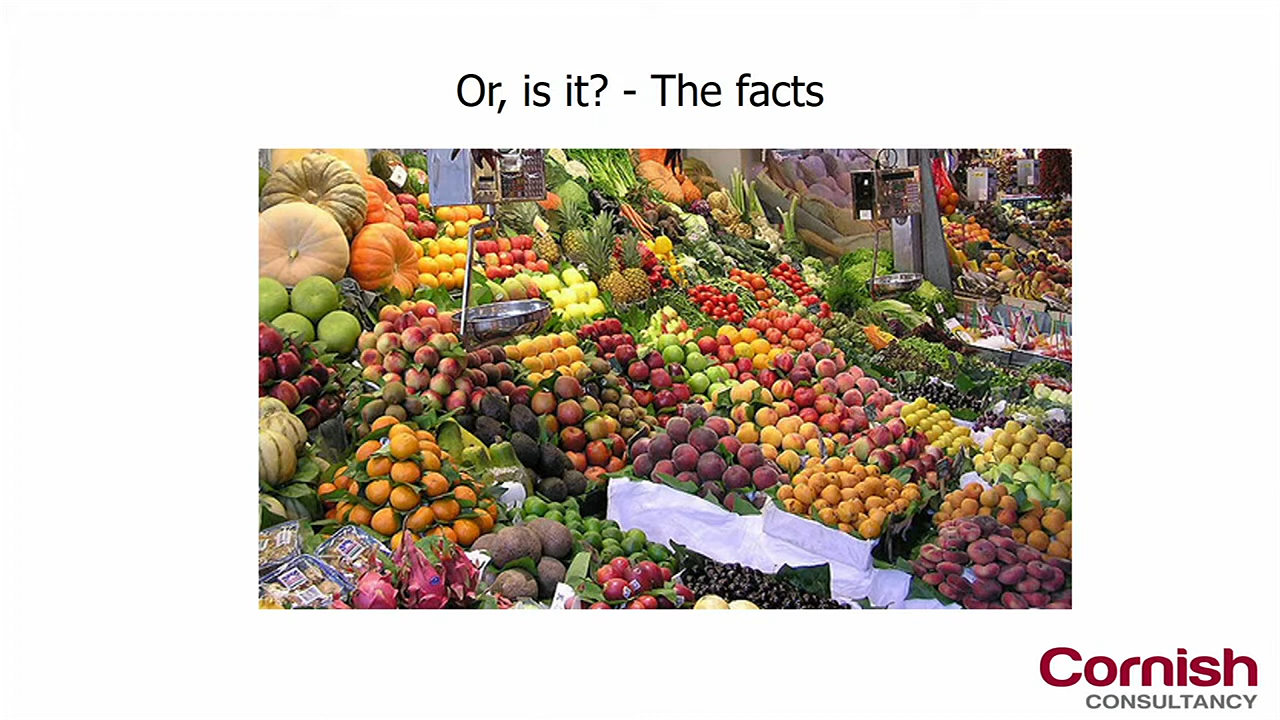 Or, is it? - The facts
Cornish
CONSULTANCY